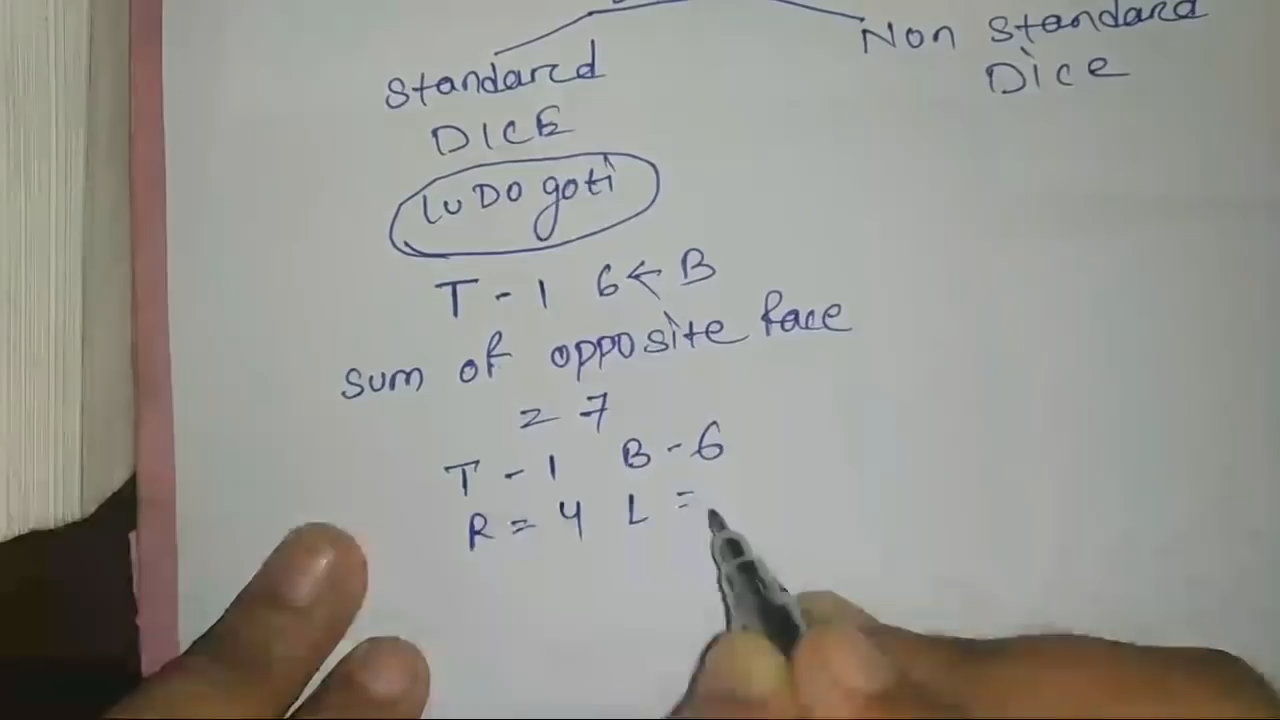 Standard
DICE
Non Standard
Dice
LUDO goti
T - 1 6 ← B
Sum of opposite face
= 7
T - 1 B - 6
R = 4 L =